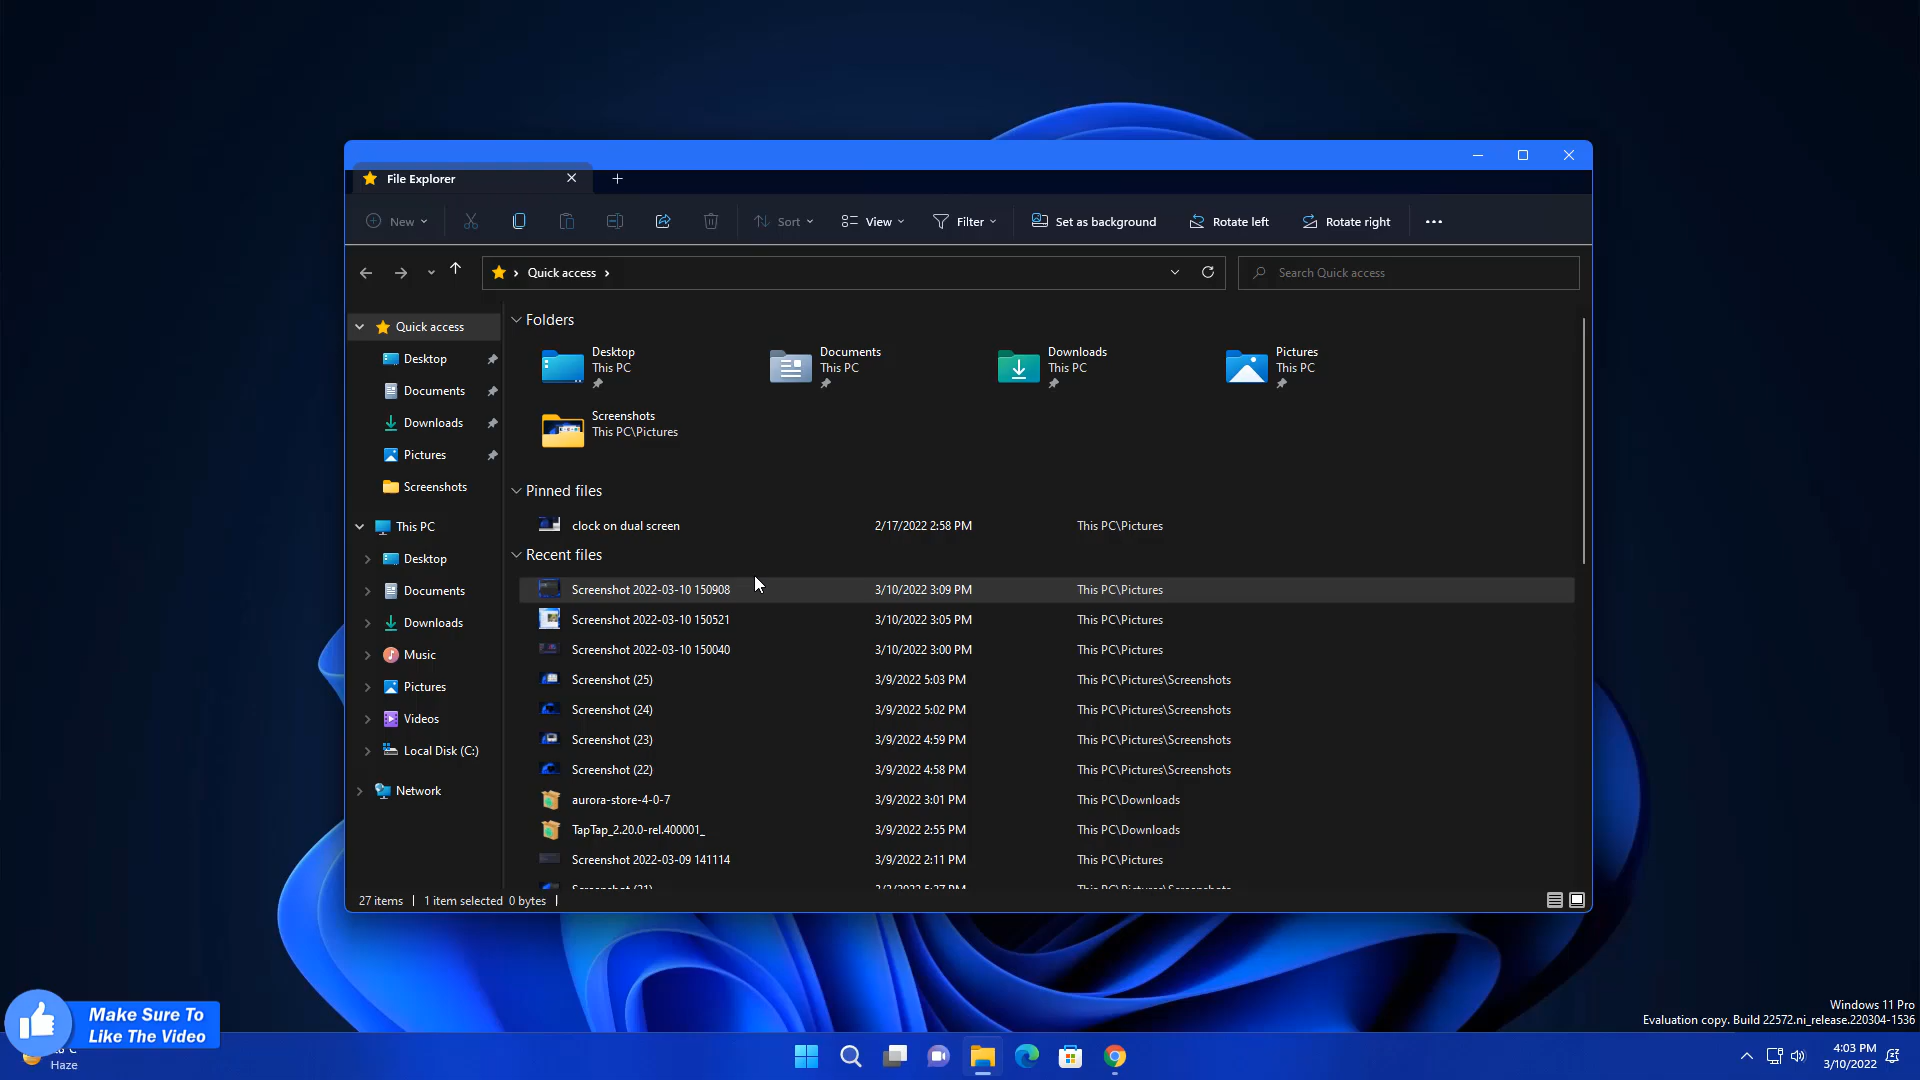 File Explorer
New
Sort
View
Filter
Set as background
Rotate left
Rotate right
Quick access
Search Quick access
Quick access
Desktop
Documents
Downloads
Pictures
Screenshots
This PC
Desktop
Documents
Downloads
Music
Pictures
Videos
Local Disk (C:)
Network
Folders
Desktop
This PC
Documents
This PC
Downloads
This PC
Pictures
This PC
Screenshots
This PC\Pictures
Pinned files
clock on dual screen 2/17/2022 2:58 PM This PC\Pictures
Recent files
Screenshot 2022-03-10 150908 3/10/2022 3:09 PM This PC\Pictures
Screenshot 2022-03-10 150521 3/10/2022 3:05 PM This PC\Pictures
Screenshot 2022-03-10 150040 3/10/2022 3:00 PM This PC\Pictures
Screenshot (25) 3/9/2022 5:03 PM This PC\Pictures\Screenshots
Screenshot (24) 3/9/2022 5:02 PM This PC\Pictures\Screenshots
Screenshot (23) 3/9/2022 4:59 PM This PC\Pictures\Screenshots
Screenshot (22) 3/9/2022 4:58 PM This PC\Pictures\Screenshots
aurora-store-4-0-7 3/9/2022 3:01 PM This PC\Downloads
TapTap_2.20.0-rel.400001_ 3/9/2022 2:55 PM This PC\Downloads
Screenshot 2022-03-09 141114 3/9/2022 2:11 PM This PC\Pictures
27 items 1 item selected 0 bytes
Make Sure To
Like The Video
Haze
Windows 11 Pro
Evaluation copy. Build 22572.ni_release.220304-1536
4:03 PM
3/10/2022